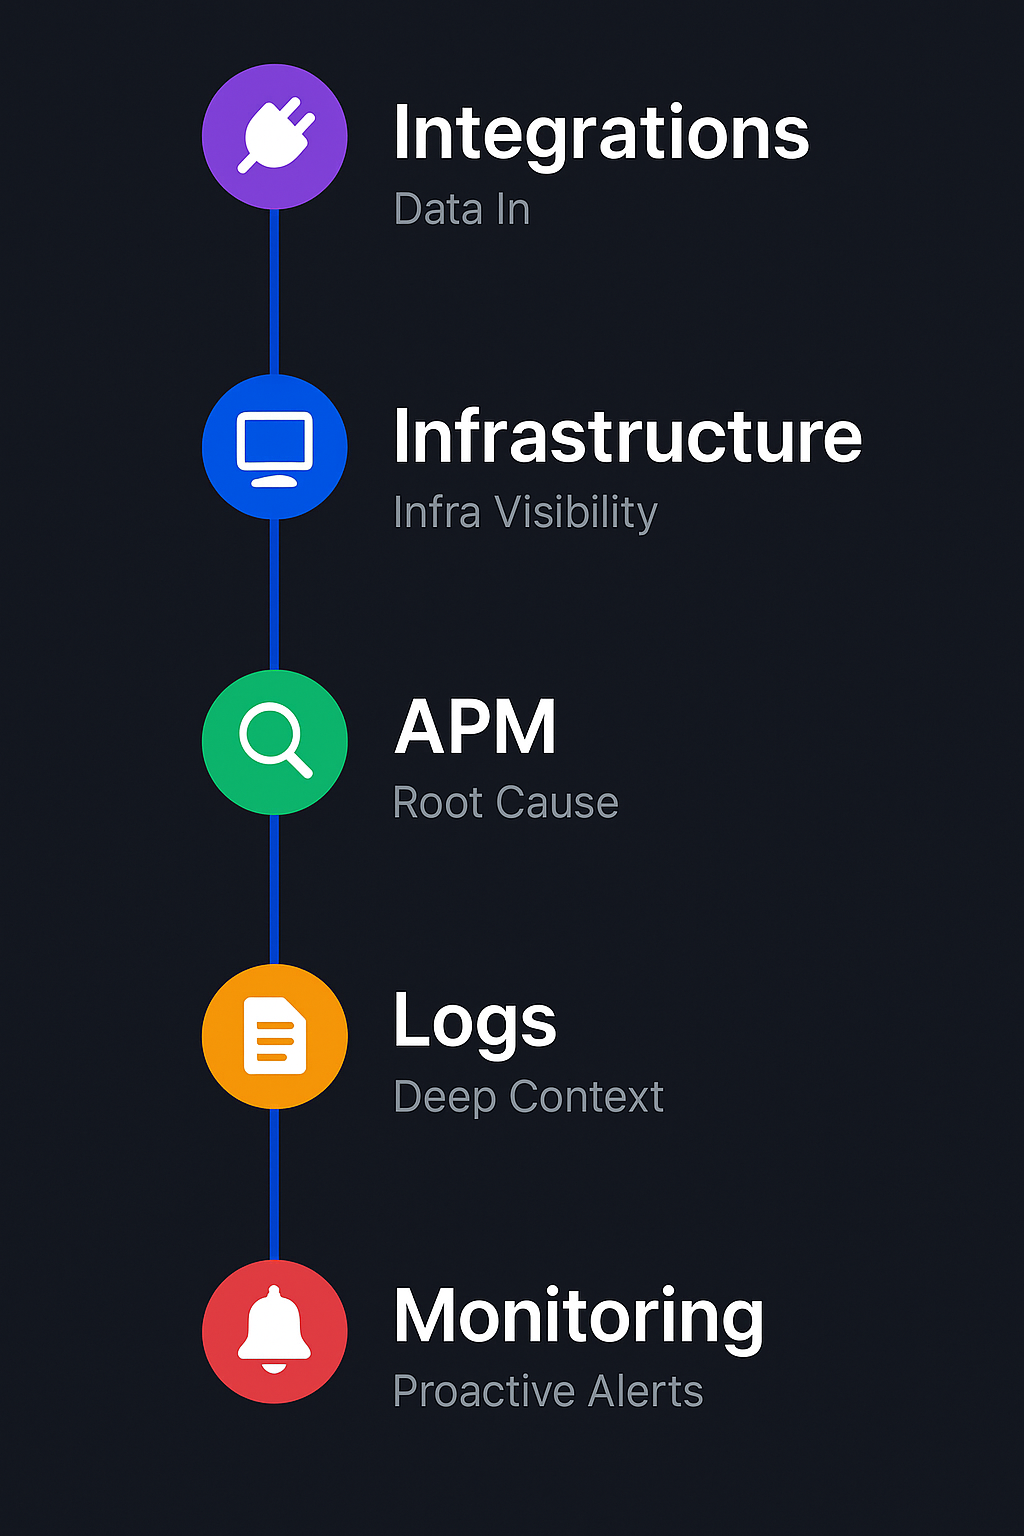 Integrations
Data In
Infrastructure
Infra Visibility
APM
Root Cause
Logs
Deep Context
Monitoring
Proactive Alerts